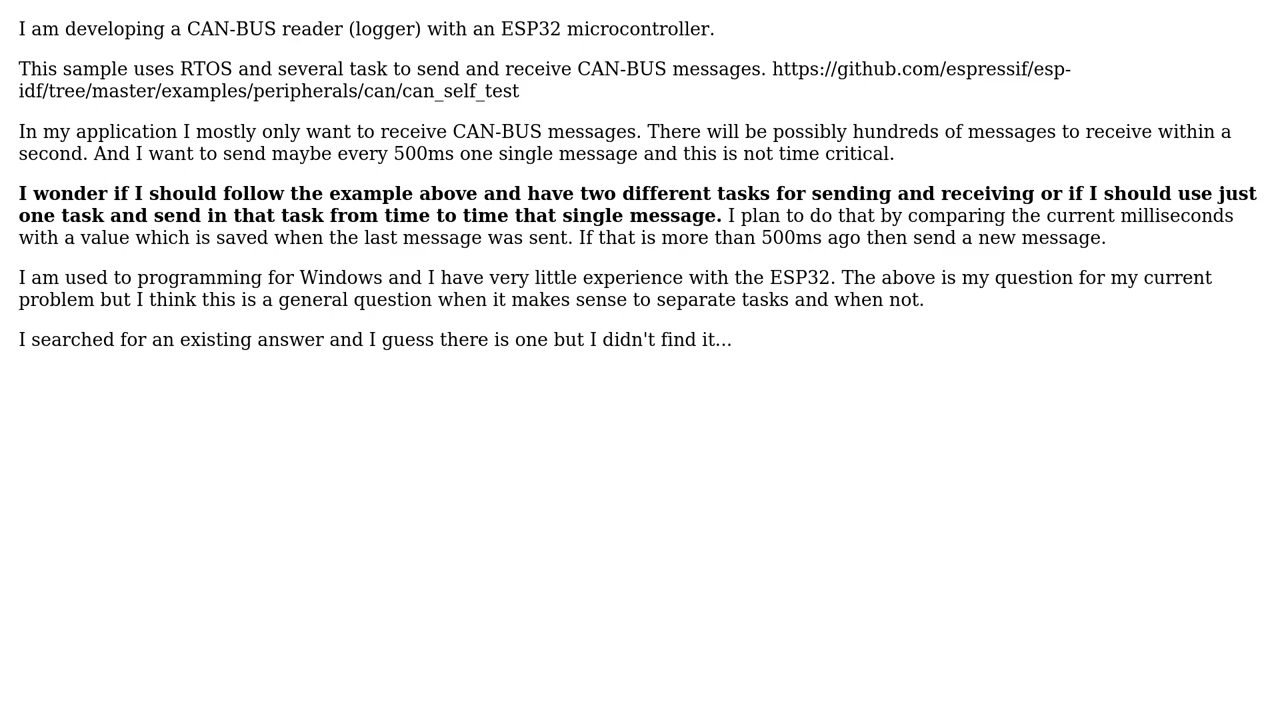 I am developing a CAN-BUS reader (logger) with an ESP32 microcontroller.
This sample uses RTOS and several task to send and receive CAN-BUS messages. https://github.com/espressif/esp-
idf/tree/master/examples/peripherals/can/can_self_test
In my application I mostly only want to receive CAN-BUS messages. There will be possibly hundreds of messages to receive within a
second. And I want to send maybe every 500ms one single message and this is not time critical.
I wonder if I should follow the example above and have two different tasks for sending and receiving or if I should use just
one task and send in that task from time to time that single message. I plan to do that by comparing the current milliseconds
with a value which is saved when the last message was sent. If that is more than 500ms ago then send a new message.
I am used to programming for Windows and I have very little experience with the ESP32. The above is my question for my current
problem but I think this is a general question when it makes sense to separate tasks and when not.
I searched for an existing answer and I guess there is one but I didn't find it...